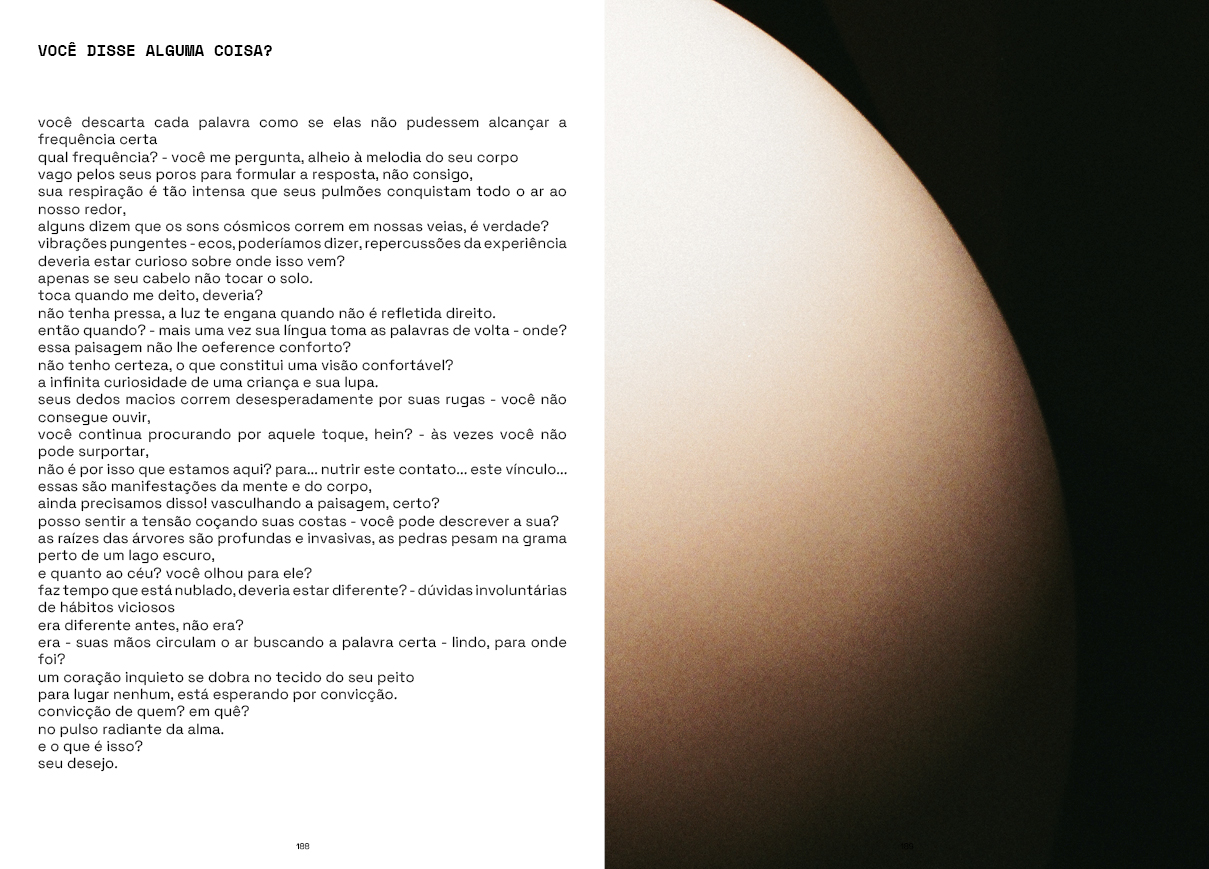 VOCÊ DISSE ALGUMA COISA?
você descarta cada palavra como se elas não pudessem alcançar a
frequência certa
qual frequência? - você me pergunta, alheio à melodia do seu corpo
vago pelos seus poros para formular a resposta, não consigo,
sua respiração é tão intensa que seus pulmões conquistam todo o ar ao
nosso redor,
alguns dizem que os sons cósmicos correm em nossas veias, é verdade?
vibrações pungentes - ecos, poderíamos dizer, repercussões da experiência
deveria estar curioso sobre onde isso vem?
apenas se seu cabelo não tocar o solo.
toca quando me deito, deveria?
não tenha pressa, a luz te engana quando não é refletida direito.
então quando? - mais uma vez sua língua toma as palavras de volta - onde?
essa paisagem não lhe oeference conforto?
não tenho certeza, o que constitui uma visão confortável?
a infinita curiosidade de uma criança e sua lupa.
seus dedos macios correm desesperadamente por suas rugas - você não
consegue ouvir,
você continua procurando por aquele toque, hein? - às vezes você não
pode surportar,
não é por isso que estamos aqui? para... nutrir este contato... este vínculo...
essas são manifestações da mente e do corpo,
ainda precisamos disso! vasculhando a paisagem, certo?
posso sentir a tensão coçando suas costas - você pode descrever a sua?
as raízes das árvores são profundas e invasivas, as pedras pesam na grama
perto de um lago escuro,
e quanto ao céu? você olhou para ele?
faz tempo que está nublado, deveria estar diferente? - dúvidas involuntárias
de hábitos viciosos
era diferente antes, não era?
era - suas mãos circulam o ar buscando a palavra certa - lindo, para onde
foi?
um coração inquieto se dobra no tecido do seu peito
para lugar nenhum, está esperando por convicção.
convicção de quem? em quê?
no pulso radiante da alma.
e o que é isso?
seu desejo.
188